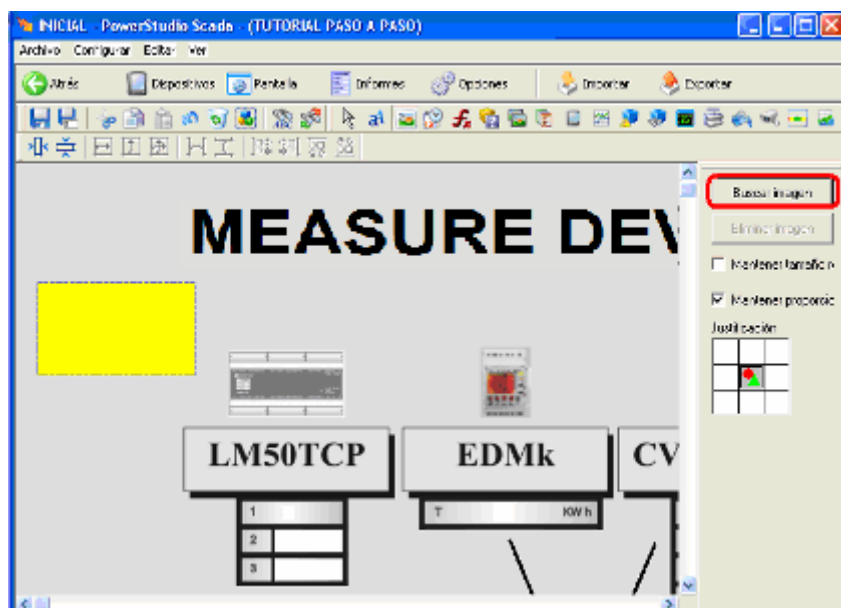 INICIAL - PowerStudio Scada - (TUTORIAL PASO A PASO)
Archivo Configurar Editar Ver
Atrás Dispositivos Pantalla Informes Opciones Importar Exportar
Buscar imagen
Eliminar imagen
Mantener tamaño
Mantener proporcio
Justificación
MEASURE DEV
LM50TCP EDMk CV
1 T KW h
2
3